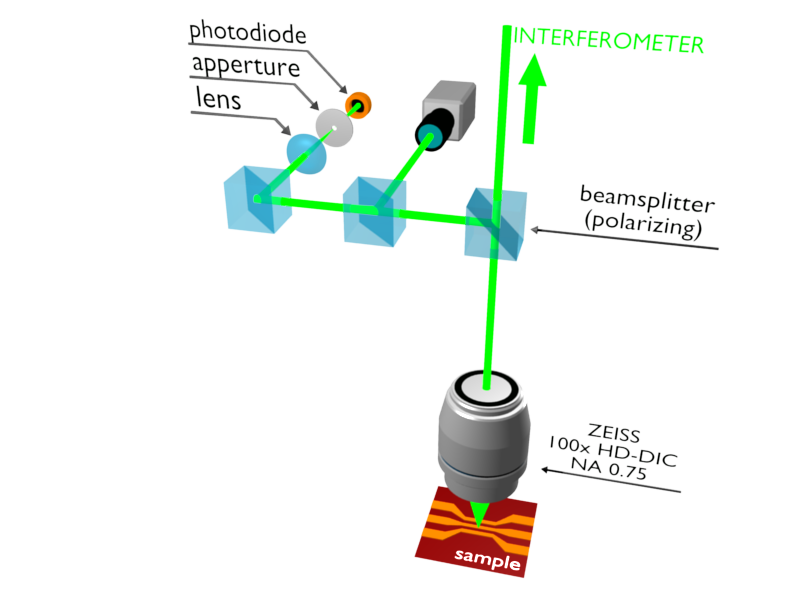 photodiode
apperture
lens
INTERFEROMETER
beamsplitter
(polarizing)
ZEISS
100x HD-DIC
NA 0.75
sample